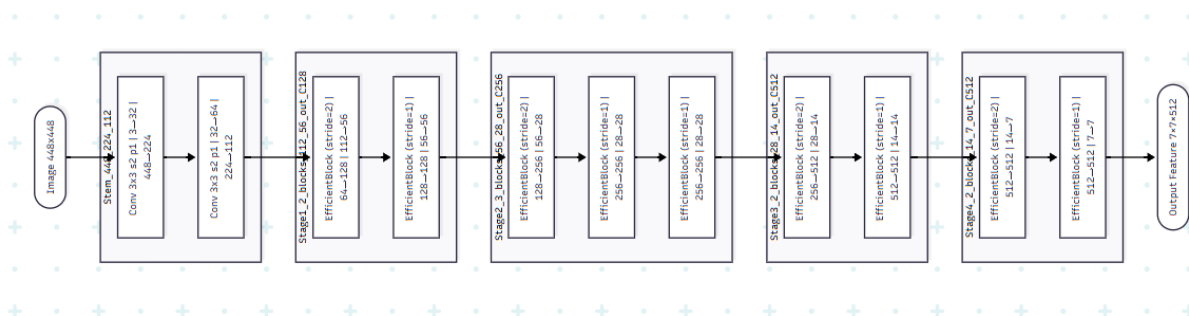 Image 448x448
Stem_448_224_112
Conv 3x3 s2 p1 | 3→32 |
448→224
Conv 3x3 s2 p1 | 32→64 |
224→112
Stage1_2_blocks_112_56_out_C128
EfficientBlock (stride=2) |
64→128 | 112→56
EfficientBlock (stride=1) |
128→128 | 56→56
Stage2_3_blocks_56_28_out_C256
EfficientBlock (stride=2) |
128→256 | 56→28
EfficientBlock (stride=1) |
256→256 | 28→28
EfficientBlock (stride=1) |
256→256 | 28→28
Stage3_2_blocks_28_14_out_C512
EfficientBlock (stride=2) |
256→512 | 28→14
EfficientBlock (stride=1) |
512→512 | 14→14
Stage4_2_blocks_14_7_out_C512
EfficientBlock (stride=2) |
512→512 | 14→7
EfficientBlock (stride=1) |
512→512 | 7→7
Output Feature 7×7×512